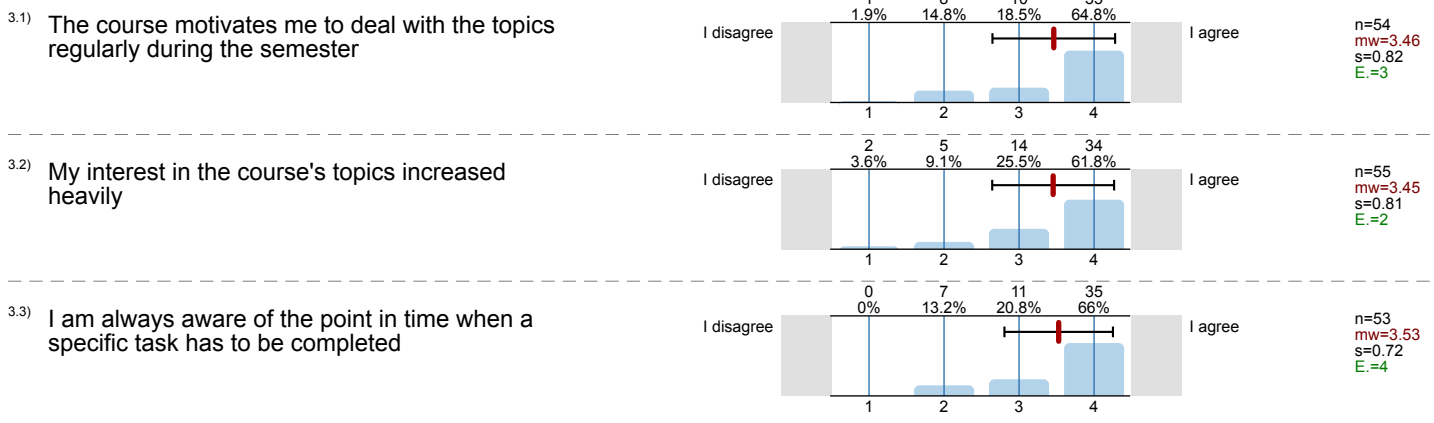 3.1) The course motivates me to deal with the topics
regularly during the semester
1.9% 14.8% 18.5% 64.8%
I disagree
I agree
1 2 3 4
n=54
mw=3.46
s=0.82
E.=3
3.2) My interest in the course's topics increased
heavily
2 5 14 34
3.6% 9.1% 25.5% 61.8%
I disagree
I agree
1 2 3 4
n=55
mw=3.45
s=0.81
E.=2
3.3) I am always aware of the point in time when a
specific task has to be completed
0 7 11 35
0% 13.2% 20.8% 66%
I disagree
I agree
1 2 3 4
n=53
mw=3.53
s=0.72
E.=4